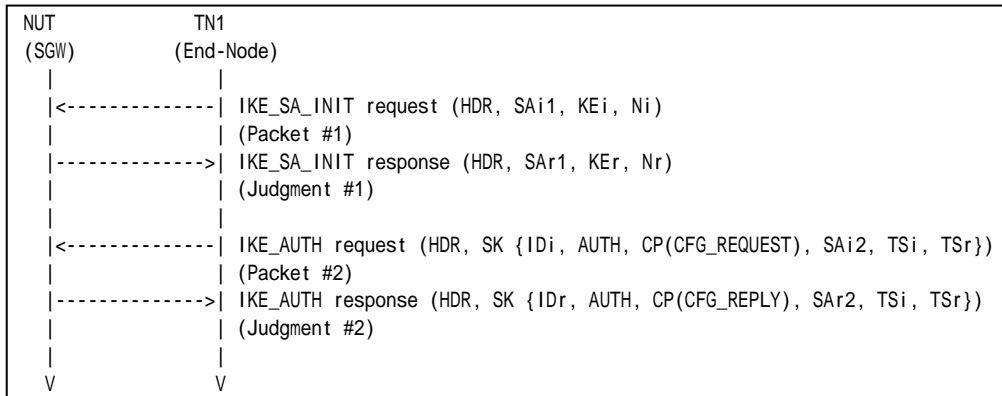 NUT TN1
(SGW) (End-Node)
| |
|<--------------| IKE_SA_INIT request (HDR, SAi1, KEi, Ni)
| | (Packet #1)
|-------------->| IKE_SA_INIT response (HDR, SAr1, KEr, Nr)
| | (Judgment #1)
| |
|<--------------| IKE_AUTH request (HDR, SK {IDi, AUTH, CP(CFG_REQUEST), SAi2, TSi, TSr})
| | (Packet #2)
|-------------->| IKE_AUTH response (HDR, SK {IDr, AUTH, CP(CFG_REPLY), SAr2, TSi, TSr})
| | (Judgment #2)
| |
V V